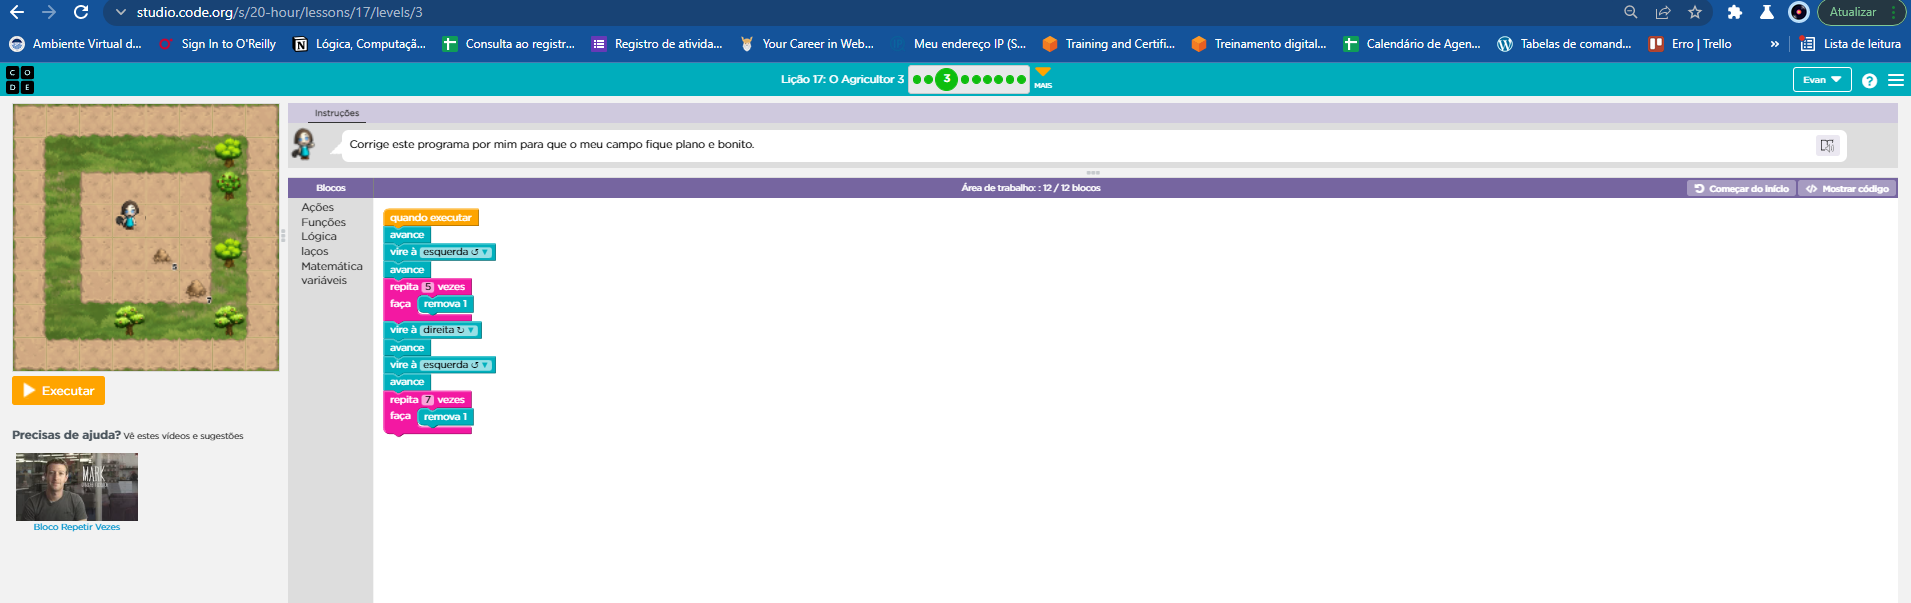 studio.code.org/s/20-hour/lessons/17/levels/3
Atualizar
Ambiente Virtual d...
Sign In to O'Reilly
Lógica, Computaçã...
Consulta ao registr...
Registro de ativida...
Your Career in Web...
Meu endereço IP (S...
Training and Certifi...
Treinamento digital...
Calendário de Agen...
Tabelas de comand...
Erro | Trello
»
Lista de leitura
C O
D E
Lição 17: O Agricultor 3
3
MAIS
Evan
?
Instruções
Corrige este programa por mim para que o meu campo fique plano e bonito.
Blocos
Área de trabalho: : 12 / 12 blocos
Começar do início
</> Mostrar código
Ações
Funções
Lógica
laços
Matemática
variáveis
quando executar
avance
vire à esquerda ↺
avance
repita 5 vezes
faça remova 1
vire à direita ↻
avance
vire à esquerda ↺
avance
repita 7 vezes
faça remova 1
5
7
Executar
Precisas de ajuda? Vê estes vídeos e sugestões
MARK
Bloco Repetir Vezes